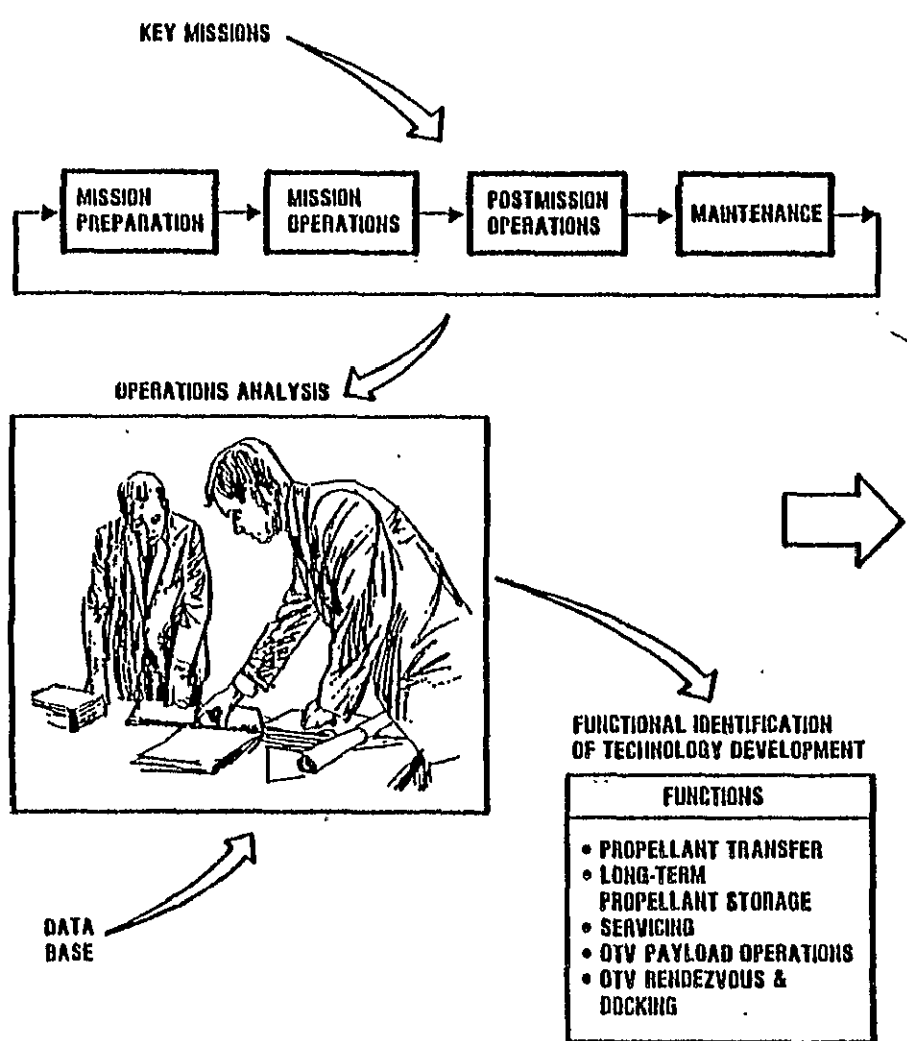 KEY MISSIONS
MISSION
PREPARATION
MISSION
OPERATIONS
POSTMISSION
OPERATIONS
MAINTENANCE
OPERATIONS ANALYSIS
DATA
BASE
FUNCTIONAL IDENTIFICATION
OF TECHNOLOGY DEVELOPMENT
FUNCTIONS
• PROPELLANT TRANSFER
• LONG-TERM
PROPELLANT STORAGE
• SERVICING
• OTV PAYLOAD OPERATIONS
• OTV RENDEZVOUS &
DOCKING